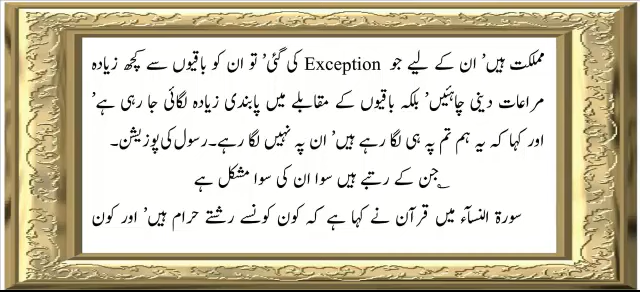 مملکت ہیں’ ان کے لیے جو Exception کی گئی’ تو ان کو باقیوں سے کچھ زیادہ
مراعات دینی چاہئیں’ بلکہ باقیوں کے مقابلے میں پابندی زیادہ لگائی جا رہی ہے’
اور کہا کہ یہ ہم تم پہ ہی لگا رہے ہیں’ ان پہ نہیں لگا رہے۔رسول کی پوزیشن۔
؎جن کے رتبے ہیں سوا ان کی سوا مشکل ہے
سورۃ النسآء میں قرآن نے کہا ہے کہ کون کونسے رشتے حرام ہیں’ اور کون